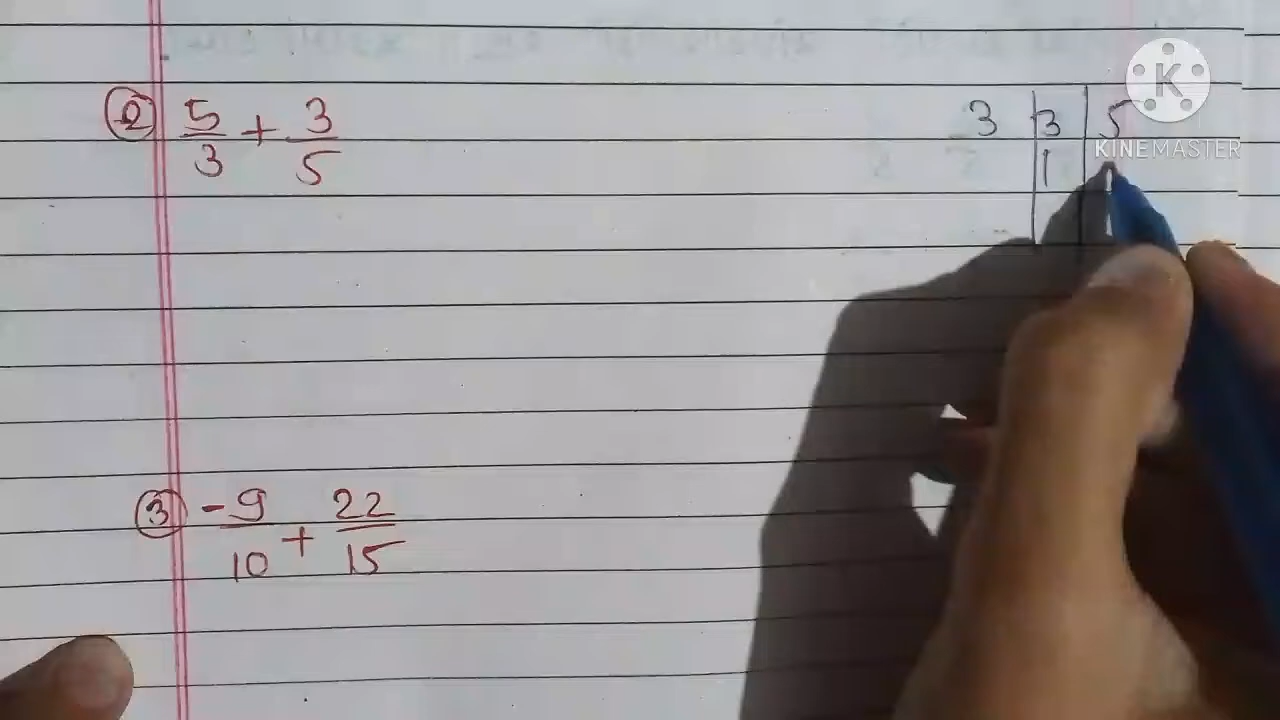 ② 5/3 + 3/5
3 | 3 | 5
1
K
KINEMASTER
③ -9/10 + 22/15